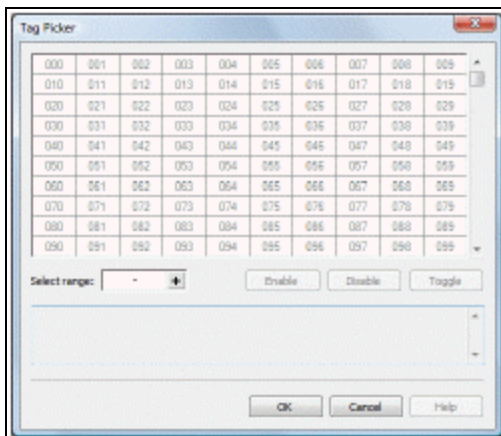 Tag Picker
000 001 002 003 004 005 006 007 008 009
010 011 012 013 014 015 016 017 018 019
020 021 022 023 024 025 026 027 028 029
030 031 032 033 034 035 036 037 038 039
040 041 042 043 044 045 046 047 048 049
050 051 052 053 054 055 056 057 058 059
060 061 062 063 064 065 066 067 068 069
070 071 072 073 074 075 076 077 078 079
080 081 082 083 084 085 086 087 088 089
090 091 092 093 094 095 096 097 098 099
Select range: - + Enable Disable Toggle
OK Cancel Help